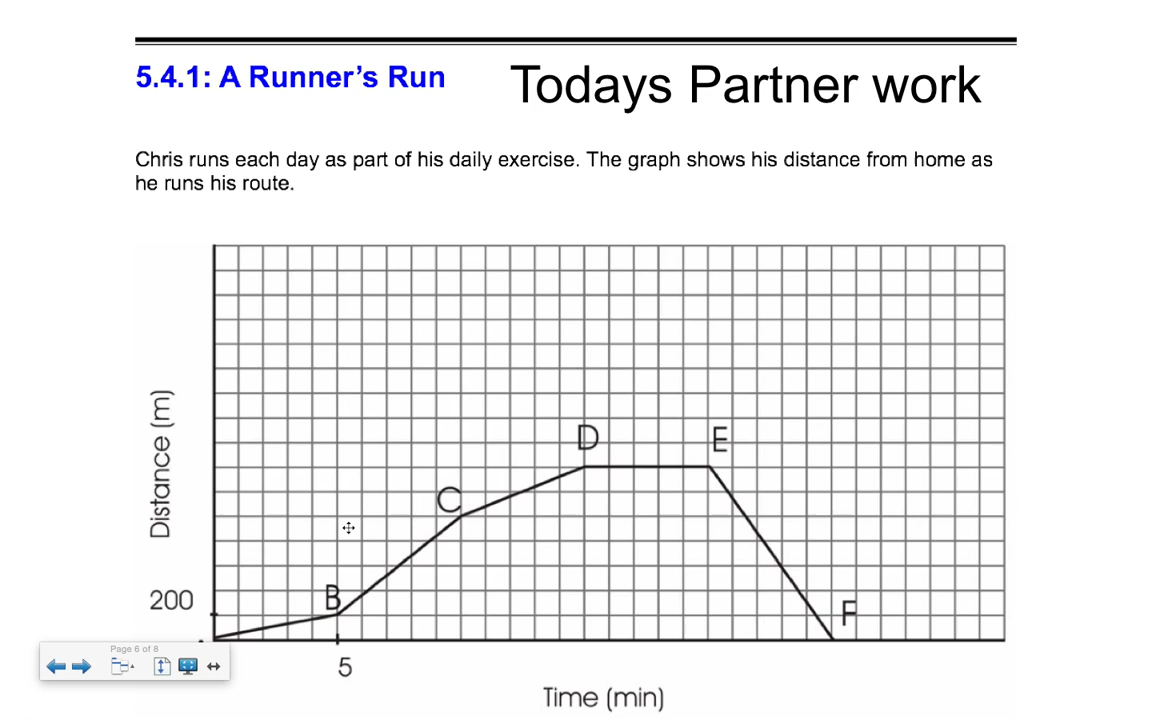 5.4.1: A Runner's Run
Todays Partner work
Chris runs each day as part of his daily exercise. The graph shows his distance from home as
he runs his route.
Distance (m)
D
E
C
B
F
200
5
Time (min)
Page 6 of 8